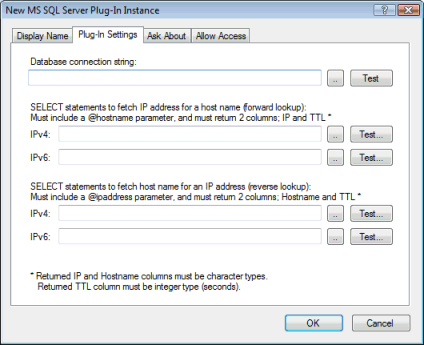 New MS SQL Server Plug-In Instance
Display Name Plug-In Settings Ask About Allow Access
Database connection string:
.. Test
SELECT statements to fetch IP address for a host name (forward lookup):
Must include a @hostname parameter, and must return 2 columns; IP and TTL *
IPv4: .. Test...
IPv6: .. Test...
SELECT statements to fetch host name for an IP address (reverse lookup):
Must include a @ipaddress parameter, and must return 2 columns; Hostname and TTL *
IPv4: .. Test...
IPv6: .. Test...
* Returned IP and Hostname columns must be character types.
Returned TTL column must be integer type (seconds).
OK Cancel